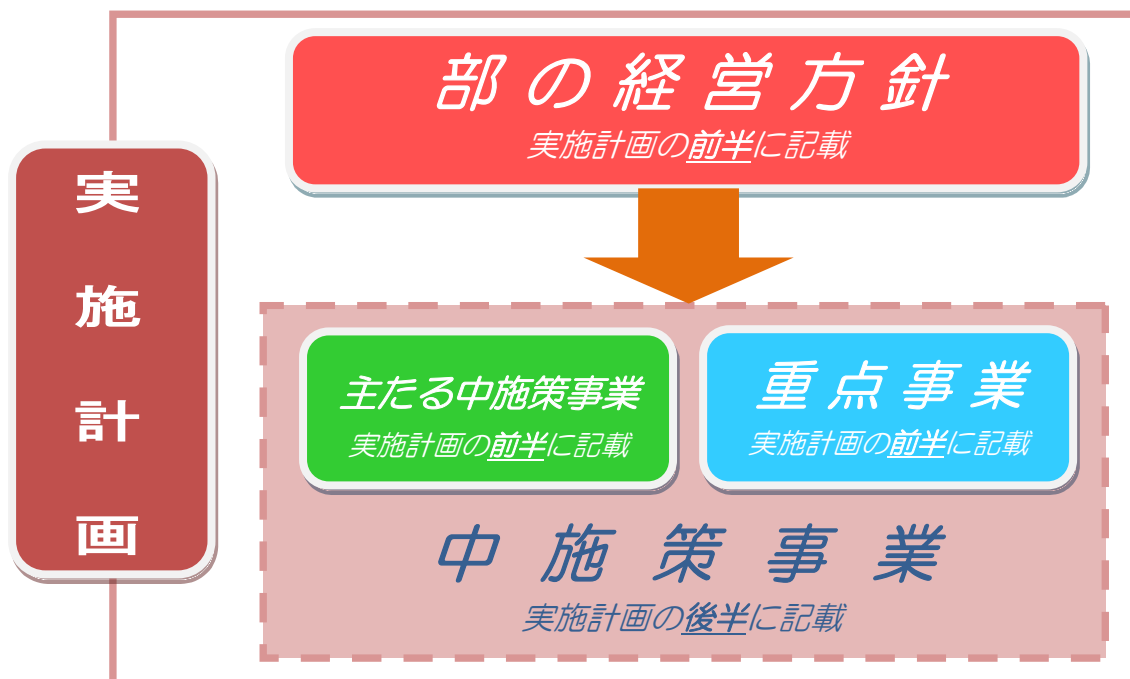 実施計画
部の経営方針
実施計画の前半に記載
主たる中施策事業
実施計画の前半に記載
重点事業
実施計画の前半に記載
中施策事業
実施計画の後半に記載